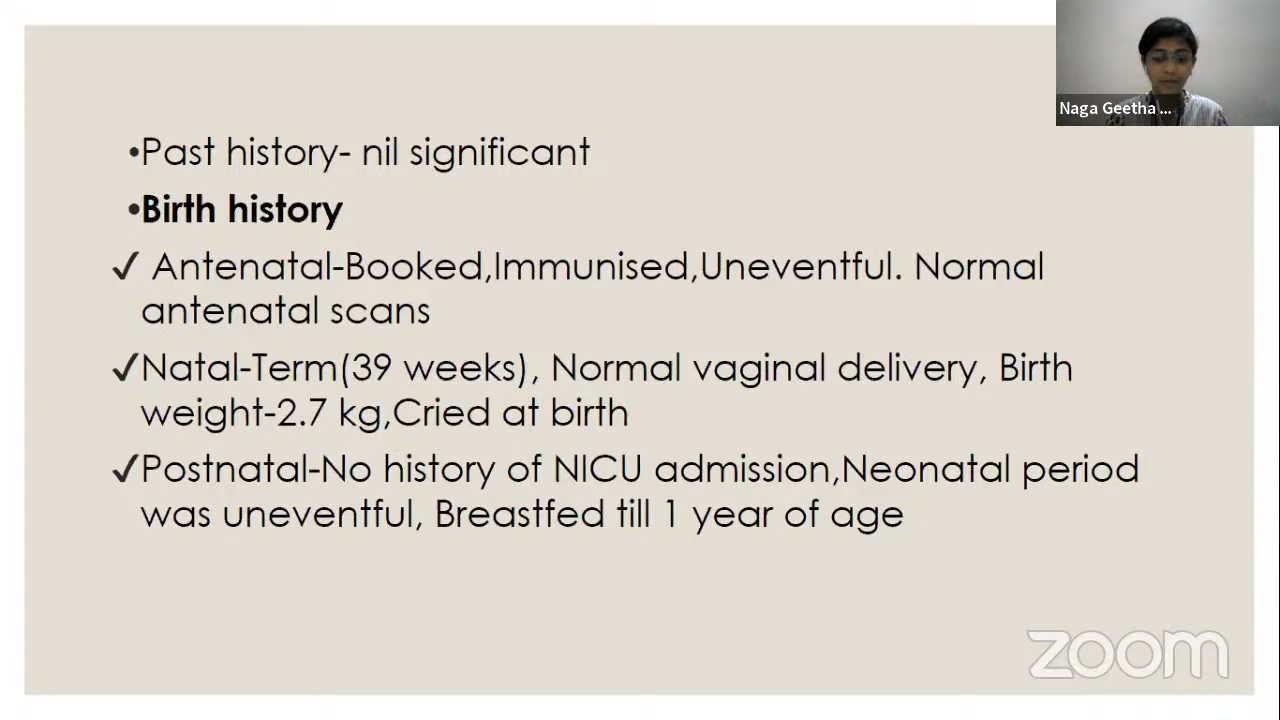 Naga Geetha ...
•Past history- nil significant
•Birth history
✓ Antenatal-Booked,Immunised,Uneventful. Normal
antenatal scans
✓Natal-Term(39 weeks), Normal vaginal delivery, Birth
weight-2.7 kg,Cried at birth
✓Postnatal-No history of NICU admission,Neonatal period
was uneventful, Breastfed till 1 year of age
zoom